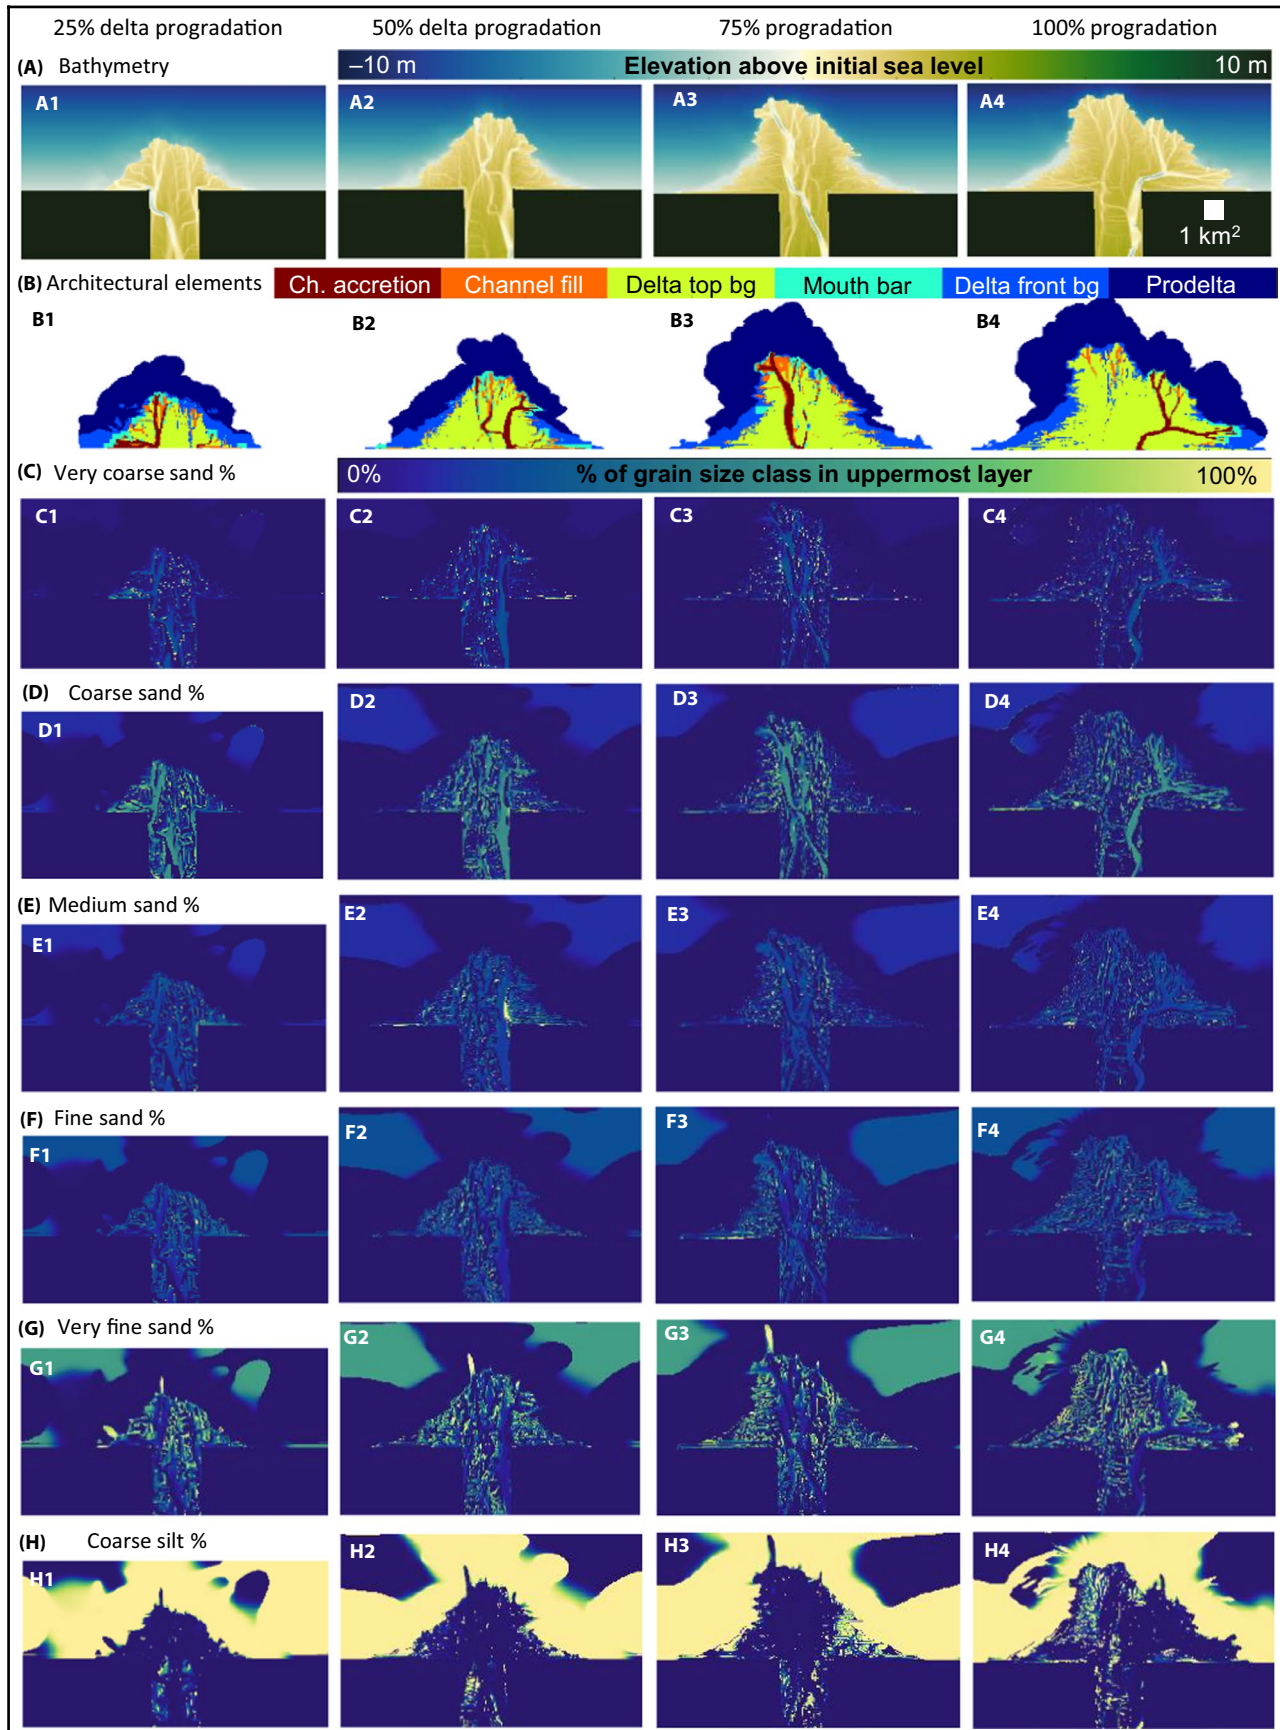 25% delta progradation 50% delta progradation 75% progradation 100% progradation
(A) Bathymetry –10 m Elevation above initial sea level 10 m
A1 A2 A3 A4
1 km²
(B) Architectural elements Ch. accretion Channel fill Delta top bg Mouth bar Delta front bg Prodelta
B1 B2 B3 B4
(C) Very coarse sand % 0% % of grain size class in uppermost layer 100%
C1 C2 C3 C4
(D) Coarse sand %
D1 D2 D3 D4
(E) Medium sand %
E1 E2 E3 E4
(F) Fine sand %
F1 F2 F3 F4
(G) Very fine sand %
G1 G2 G3 G4
(H) Coarse silt %
H1 H2 H3 H4